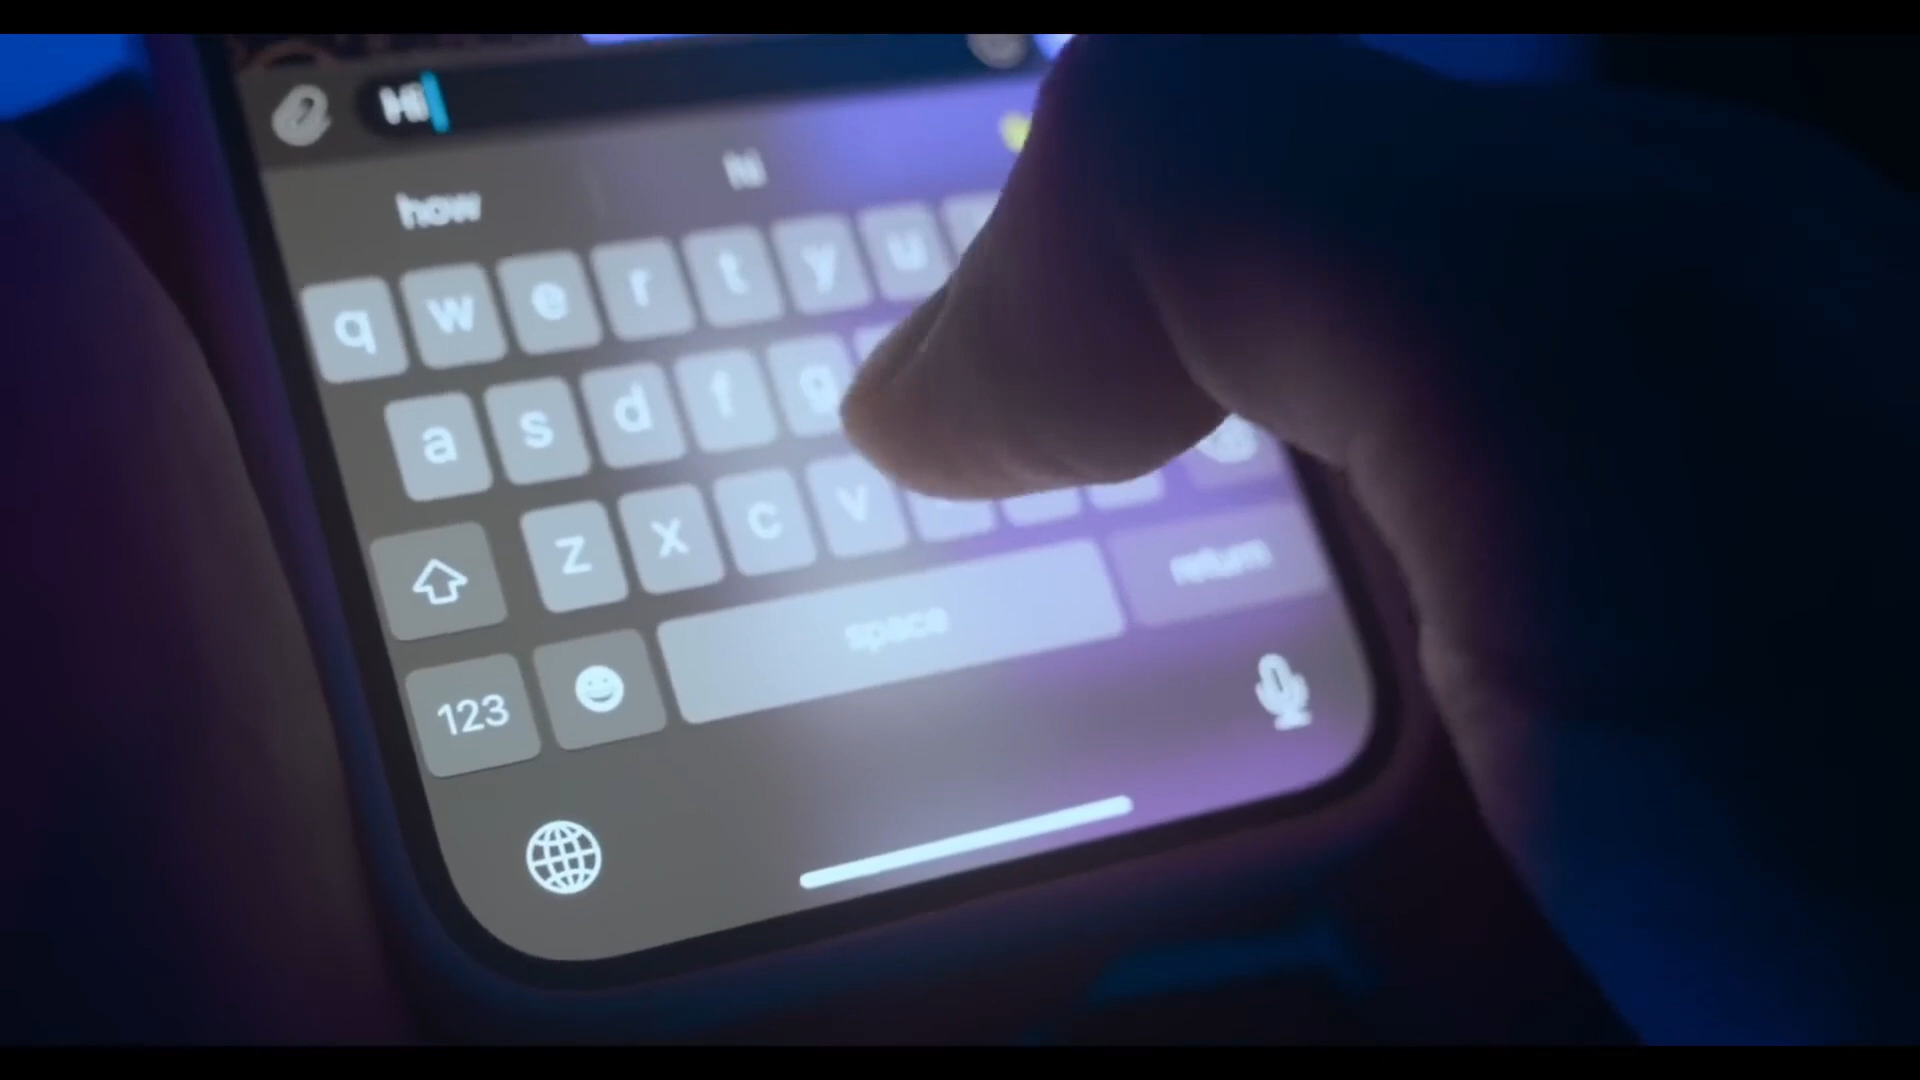 Hi
how hi
q w e r t y u
a s d f g
z x c v
123 space return